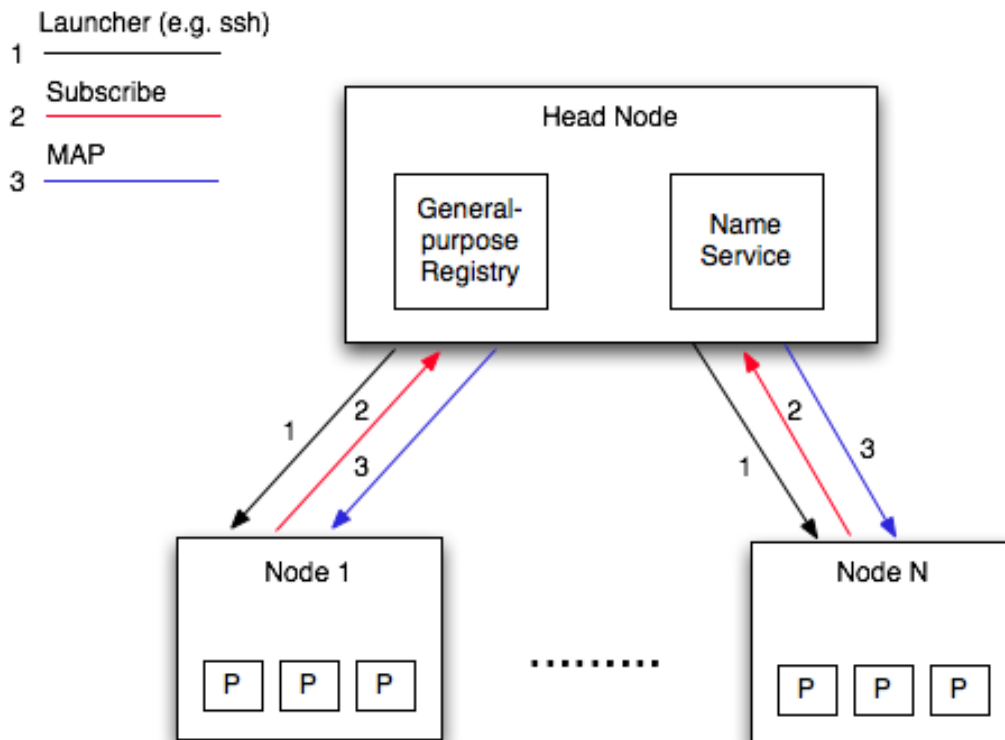 Launcher (e.g. ssh)
1
Subscribe
2
MAP
3
Head Node
General-
purpose
Registry
Name
Service
1
2
3
1
2
3
Node 1
P P P
.........
Node N
P P P